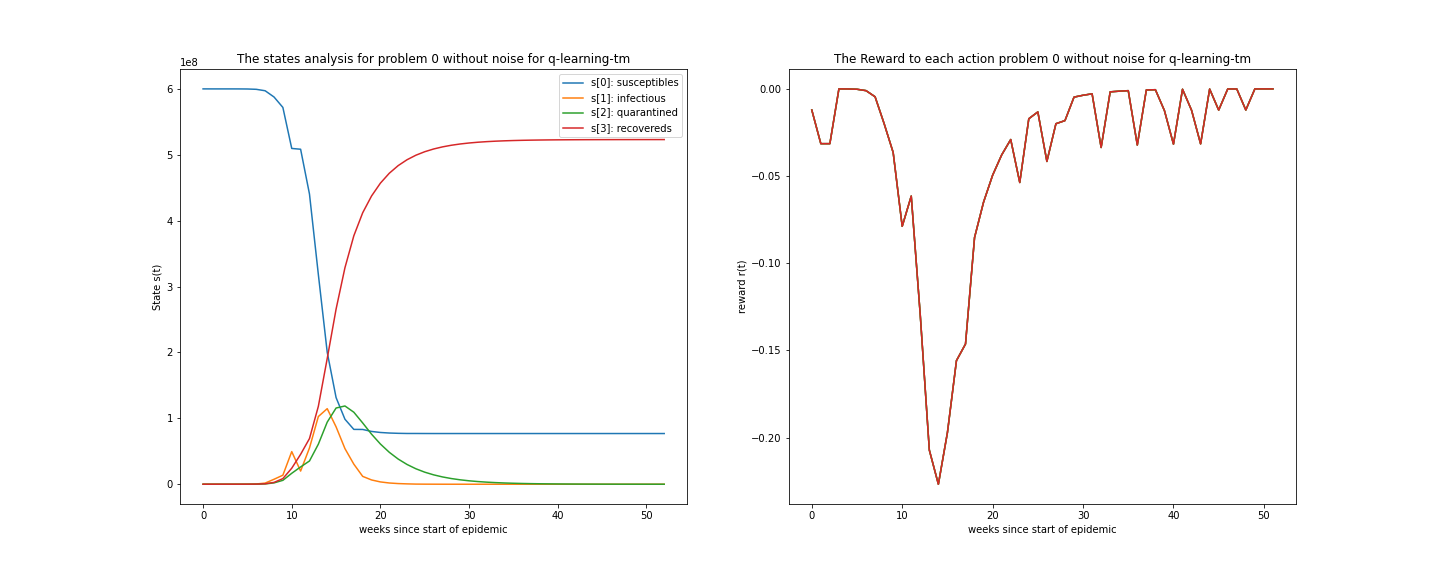 The states analysis for problem 0 without noise for q-learning-tm
1e8
6
5
4
3
2
1
0
State s(t)
s[0]: susceptibles
s[1]: infectious
s[2]: quarantined
s[3]: recovereds
0 10 20 30 40 50
weeks since start of epidemic
The Reward to each action problem 0 without noise for q-learning-tm
0.00
−0.05
−0.10
−0.15
−0.20
reward r(t)
0 10 20 30 40 50
weeks since start of epidemic